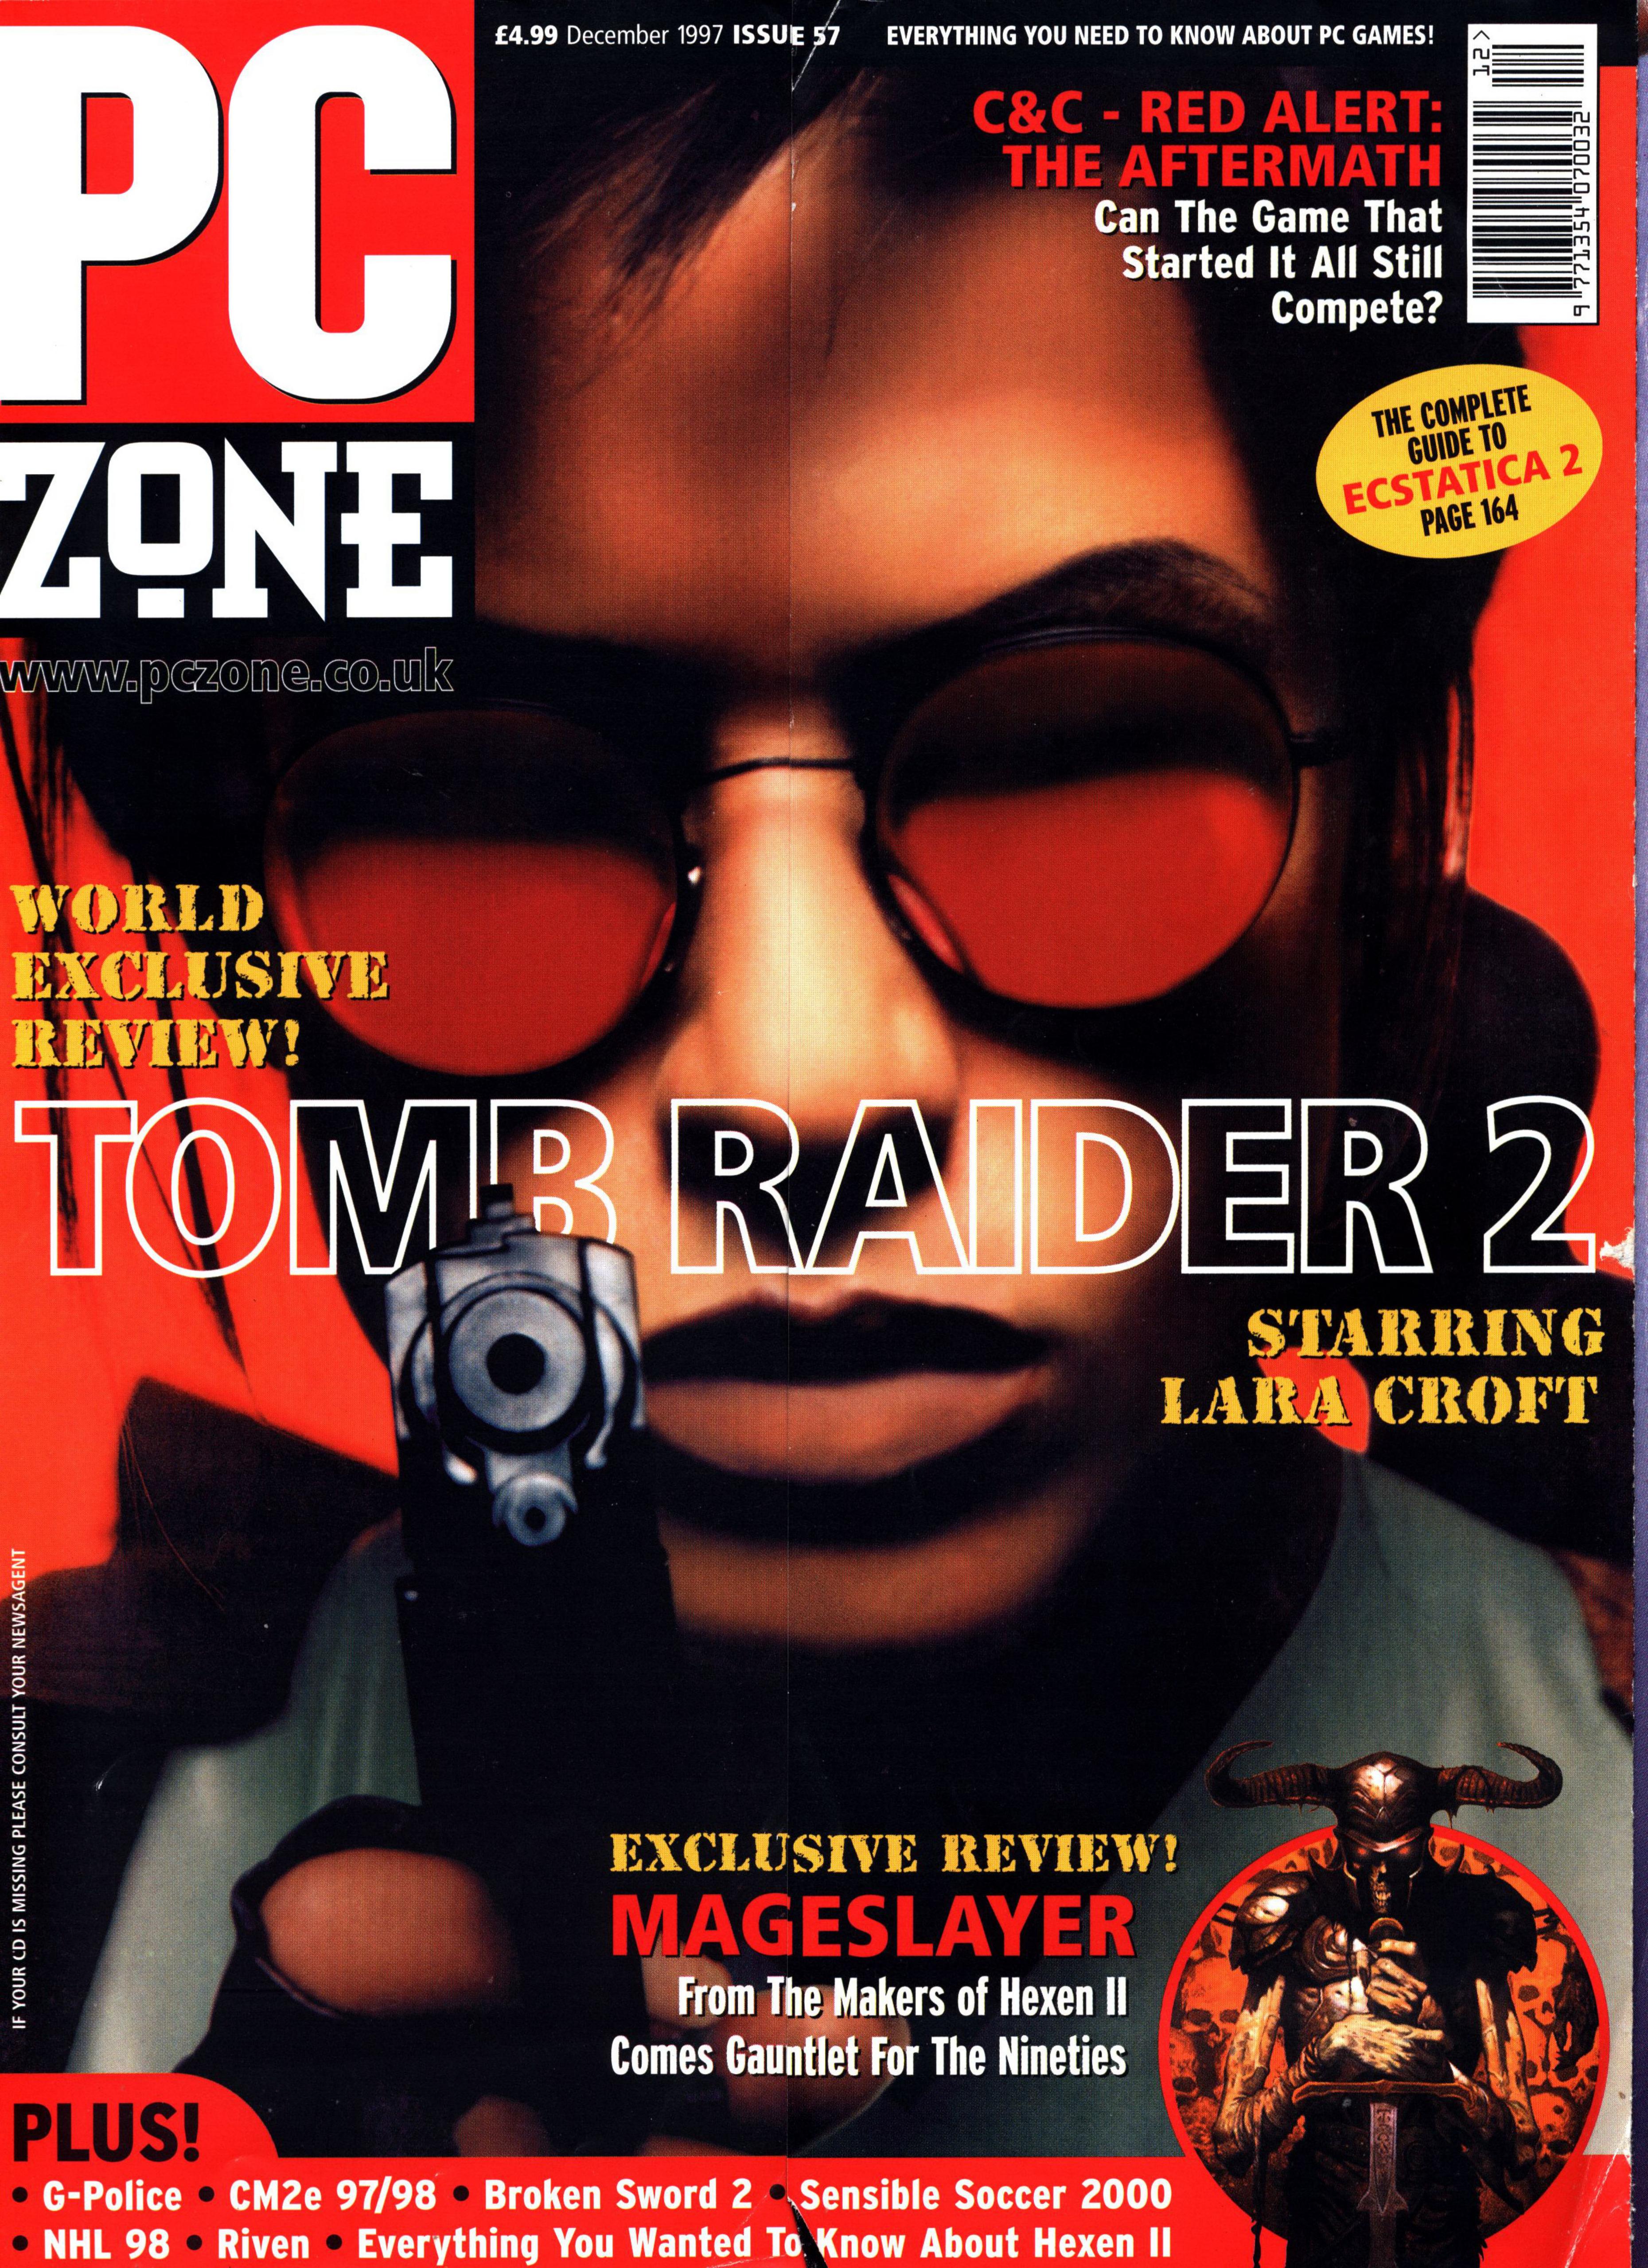 PC
ZONE
www.pczone.co.uk
£4.99 December 1997 ISSUE 57
EVERYTHING YOU NEED TO KNOW ABOUT PC GAMES!
12>
9 771354 070032
C&C - RED ALERT:
THE AFTERMATH
Can The Game That
Started It All Still
Compete?
THE COMPLETE
GUIDE TO
ECSTATICA 2
PAGE 164
WORLD
EXCLUSIVE
REVIEW!
TOMB RAIDER 2
STARRING
LARA CROFT
IF YOUR CD IS MISSING PLEASE CONSULT YOUR NEWSAGENT
EXCLUSIVE REVIEW!
MAGESLAYER
From The Makers of Hexen II
Comes Gauntlet For The Nineties
PLUS!
• G-Police • CM2e 97/98 • Broken Sword 2 • Sensible Soccer 2000
• NHL 98 • Riven • Everything You Wanted To Know About Hexen II